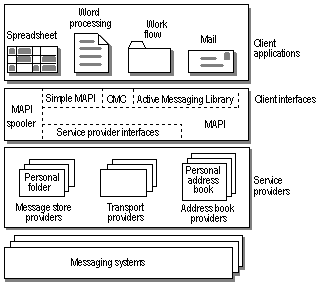 Spreadsheet
Word
processing
Work
flow
Mail
Client
applications
Simple MAPI
CMC
Active Messaging Library
Client interfaces
MAPI
spooler
Service provider interfaces
MAPI
Personal
folder
Message store
providers
Transport
providers
Personal
address
book
Address book
providers
Service
providers
Messaging systems